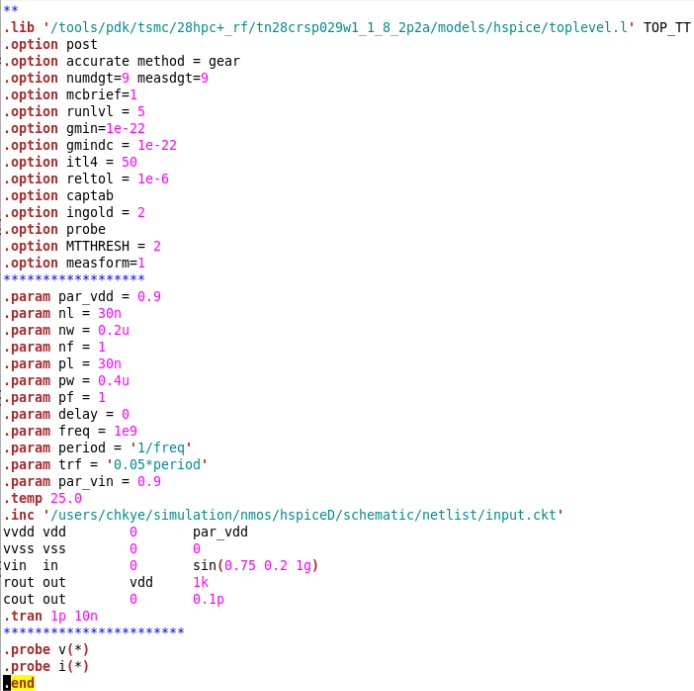 **
.lib '/tools/pdk/tsmc/28hpc+_rf/tn28crsp029w1_1_8_2p2a/models/hspice/toplevel.l' TOP_TT
.option post
.option accurate method = gear
.option numdgt=9 measdgt=9
.option mcbrief=1
.option runlvl = 5
.option gmin=1e-22
.option gmindc = 1e-22
.option itl4 = 50
.option reltol = 1e-6
.option captab
.option ingold = 2
.option probe
.option MTTHRESH = 2
.option measform=1
******************
.param par_vdd = 0.9
.param nl = 30n
.param nw = 0.2u
.param nf = 1
.param pl = 30n
.param pw = 0.4u
.param pf = 1
.param delay = 0
.param freq = 1e9
.param period = '1/freq'
.param trf = '0.05*period'
.param par_vin = 0.9
.temp 25.0
.inc '/users/chkye/simulation/nmos/hspiceD/schematic/netlist/input.ckt'
vvdd vdd 0 par_vdd
vvss vss 0 0
vin in 0 sin(0.75 0.2 1g)
rout out vdd 1k
cout out 0 0.1p
.tran 1p 10n
***********************
.probe v(*)
.probe i(*)
.end